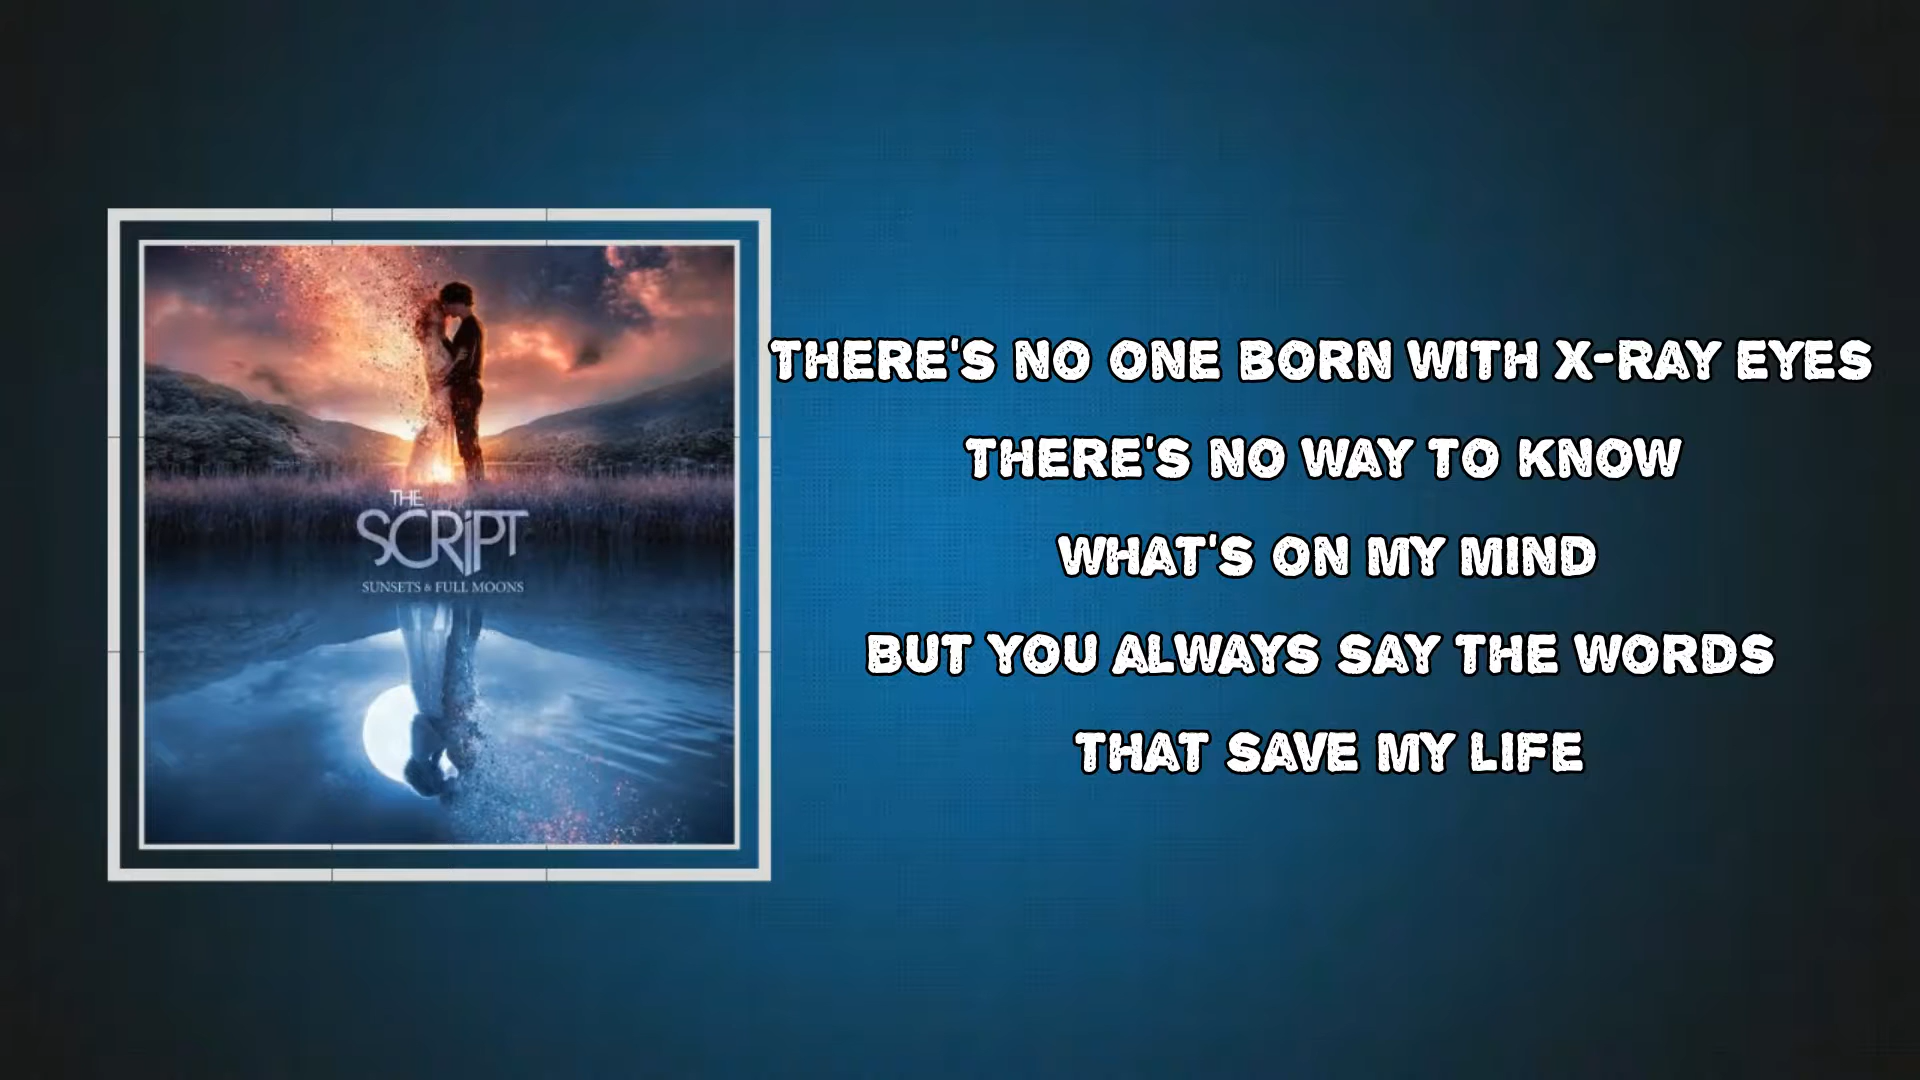 THE
SCRIPT
SUNSETS & FULL MOONS
THERE'S NO ONE BORN WITH X-RAY EYES
THERE'S NO WAY TO KNOW
WHAT'S ON MY MIND
BUT YOU ALWAYS SAY THE WORDS
THAT SAVE MY LIFE